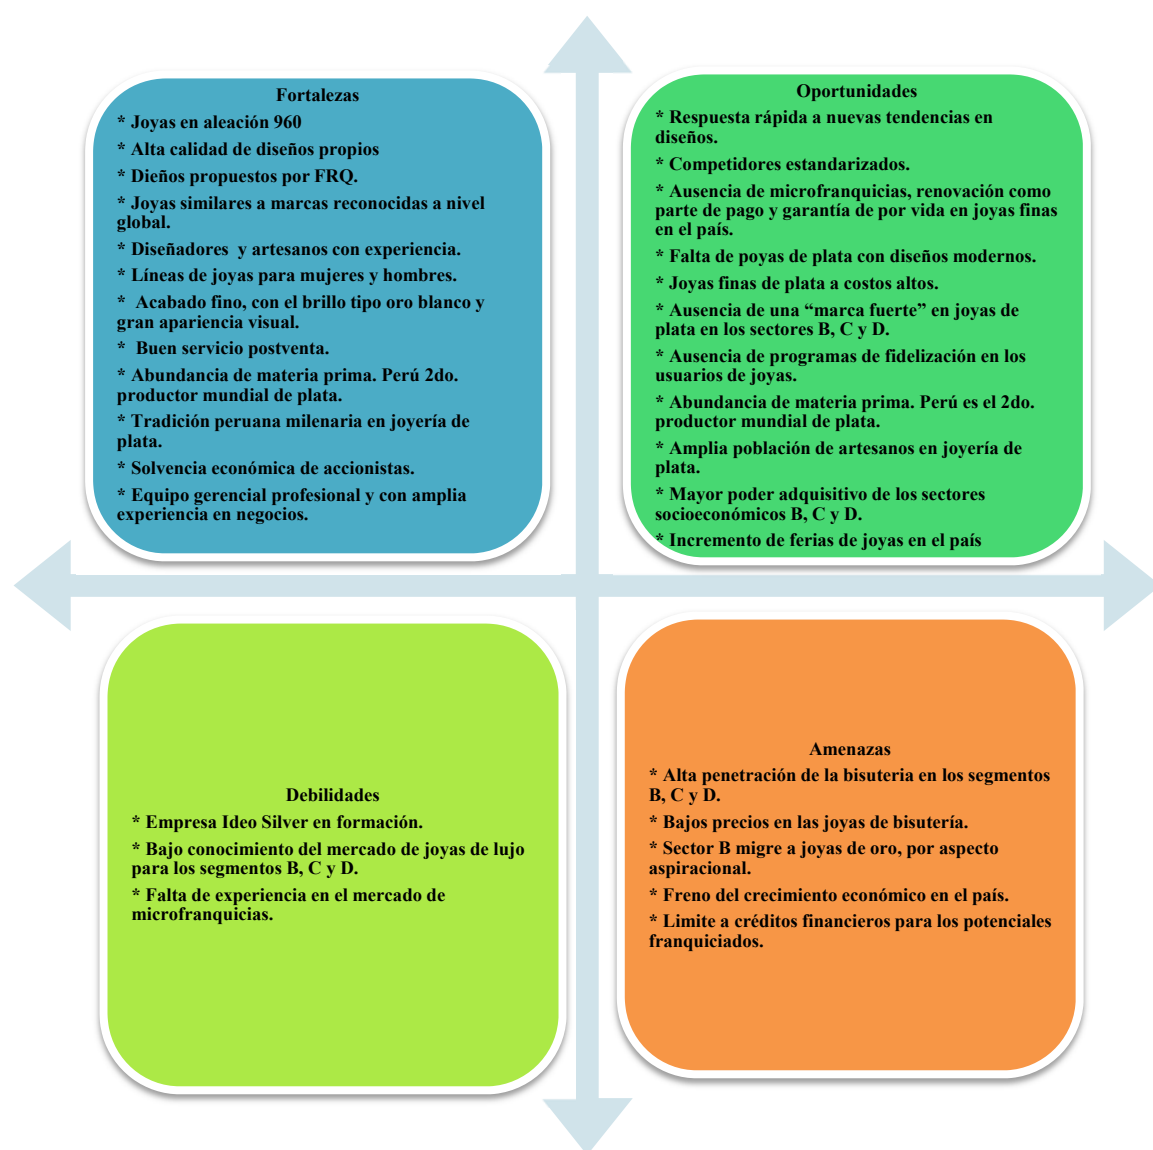 Fortalezas
* Joyas en aleación 960
* Alta calidad de diseños propios
* Dieños propuestos por FRQ.
* Joyas similares a marcas reconocidas a nivel
global.
* Diseñadores y artesanos con experiencia.
* Líneas de joyas para mujeres y hombres.
* Acabado fino, con el brillo tipo oro blanco y
gran apariencia visual.
* Buen servicio postventa.
* Abundancia de materia prima. Perú 2do.
productor mundial de plata.
* Tradición peruana milenaria en joyería de
plata.
* Solvencia económica de accionistas.
* Equipo gerencial profesional y con amplia
experiencia en negocios.
Oportunidades
* Respuesta rápida a nuevas tendencias en
diseños.
* Competidores estandarizados.
* Ausencia de microfranquicias, renovación como
parte de pago y garantía de por vida en joyas finas
en el país.
* Falta de poyas de plata con diseños modernos.
* Joyas finas de plata a costos altos.
* Ausencia de una “marca fuerte” en joyas de
plata en los sectores B, C y D.
* Ausencia de programas de fidelización en los
usuarios de joyas.
* Abundancia de materia prima. Perú es el 2do.
productor mundial de plata.
* Amplia población de artesanos en joyería de
plata.
* Mayor poder adquisitivo de los sectores
socioeconómicos B, C y D.
* Incremento de ferias de joyas en el país
Debilidades
* Empresa Ideo Silver en formación.
* Bajo conocimiento del mercado de joyas de lujo
para los segmentos B, C y D.
* Falta de experiencia en el mercado de
microfranquicias.
Amenazas
* Alta penetración de la bisuteria en los segmentos
B, C y D.
* Bajos precios en las joyas de bisutería.
* Sector B migre a joyas de oro, por aspecto
aspiracional.
* Freno del crecimiento económico en el país.
* Limite a créditos financieros para los potenciales
franquiciados.